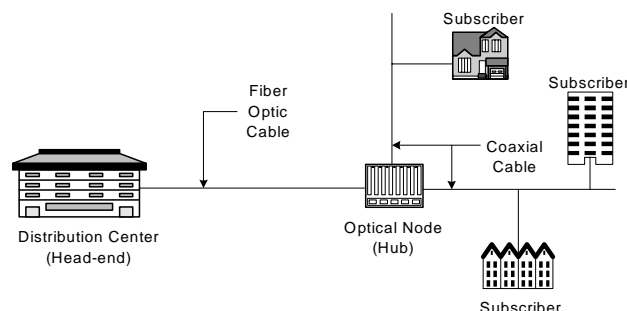 Subscriber
Subscriber
Fiber
Optic
Cable
Coaxial
Cable
Distribution Center
(Head-end)
Optical Node
(Hub)
Subscriber